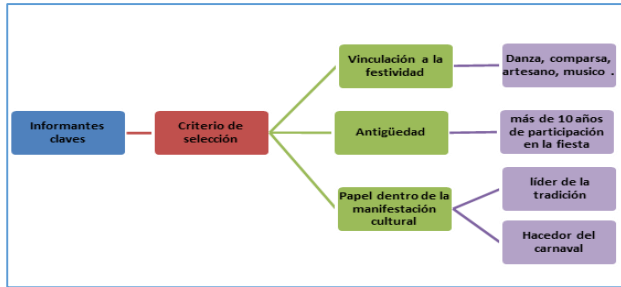 Informantes
claves
Criterio de
selección
Vinculación a la
festividad
Danza, comparsa,
artesano, musico .
Antigüedad
más de 10 años
de participación
en la fiesta
Papel dentro de la
manifestación
cultural
líder de la
tradición
Hacedor del
carnaval